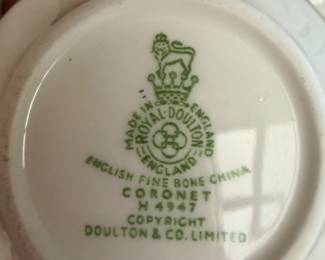 MADE IN ENGLAND
ROYAL·DOULTON
ENGLAND
ENGLISH FINE BONE CHINA
CORONET
H 4947
COPYRIGHT
DOULTON & CO. LIMITED